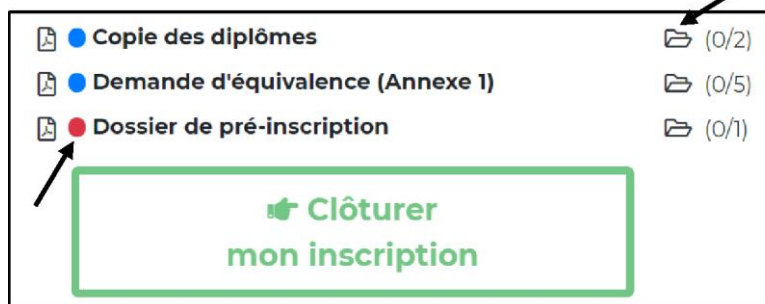 Copie des diplômes (0/2)
Demande d'équivalence (Annexe 1) (0/5)
Dossier de pré-inscription (0/1)
Clôturer
mon inscription